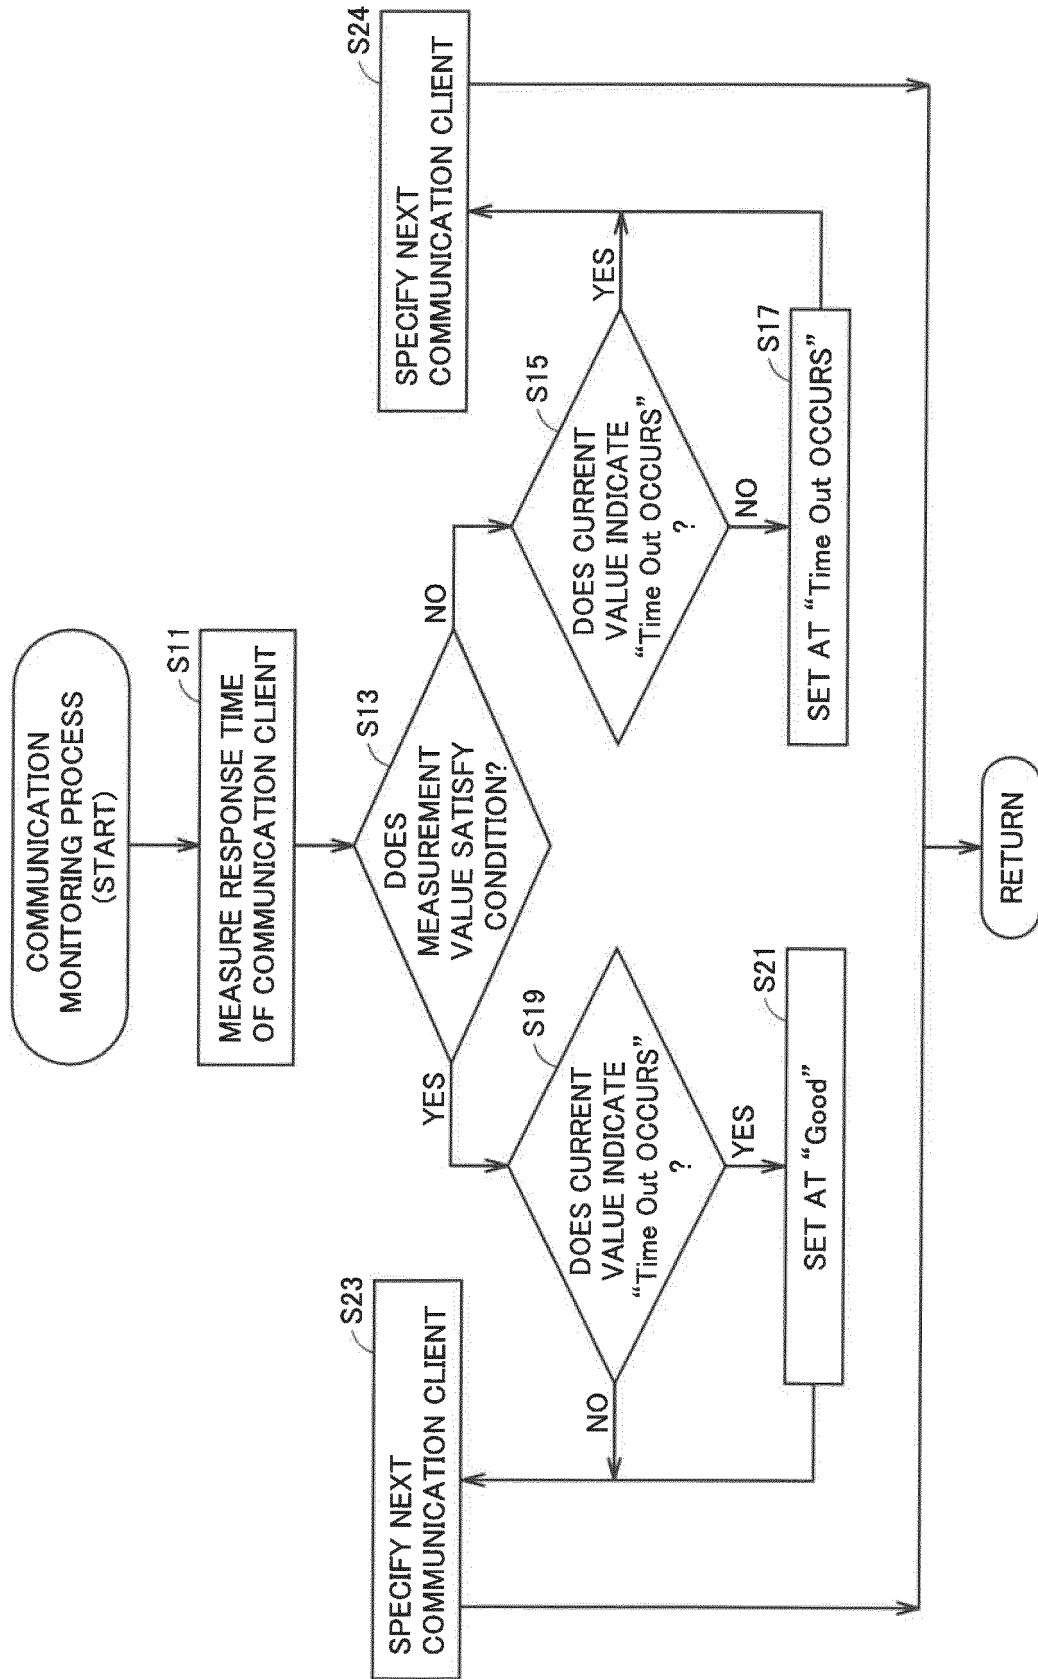 COMMUNICATION
MONITORING PROCESS
(START)
S11
MEASURE RESPONSE TIME
OF COMMUNICATION CLIENT
S13
DOES
MEASUREMENT
VALUE SATISFY
CONDITION?
YES
NO
S23
SPECIFY NEXT
COMMUNICATION CLIENT
S19
DOES CURRENT
VALUE INDICATE
“Time Out OCCURS”
?
NO
YES
S21
SET AT “Good”
S24
SPECIFY NEXT
COMMUNICATION CLIENT
S15
DOES CURRENT
VALUE INDICATE
“Time Out OCCURS”
?
YES
NO
S17
SET AT “Time Out OCCURS”
RETURN